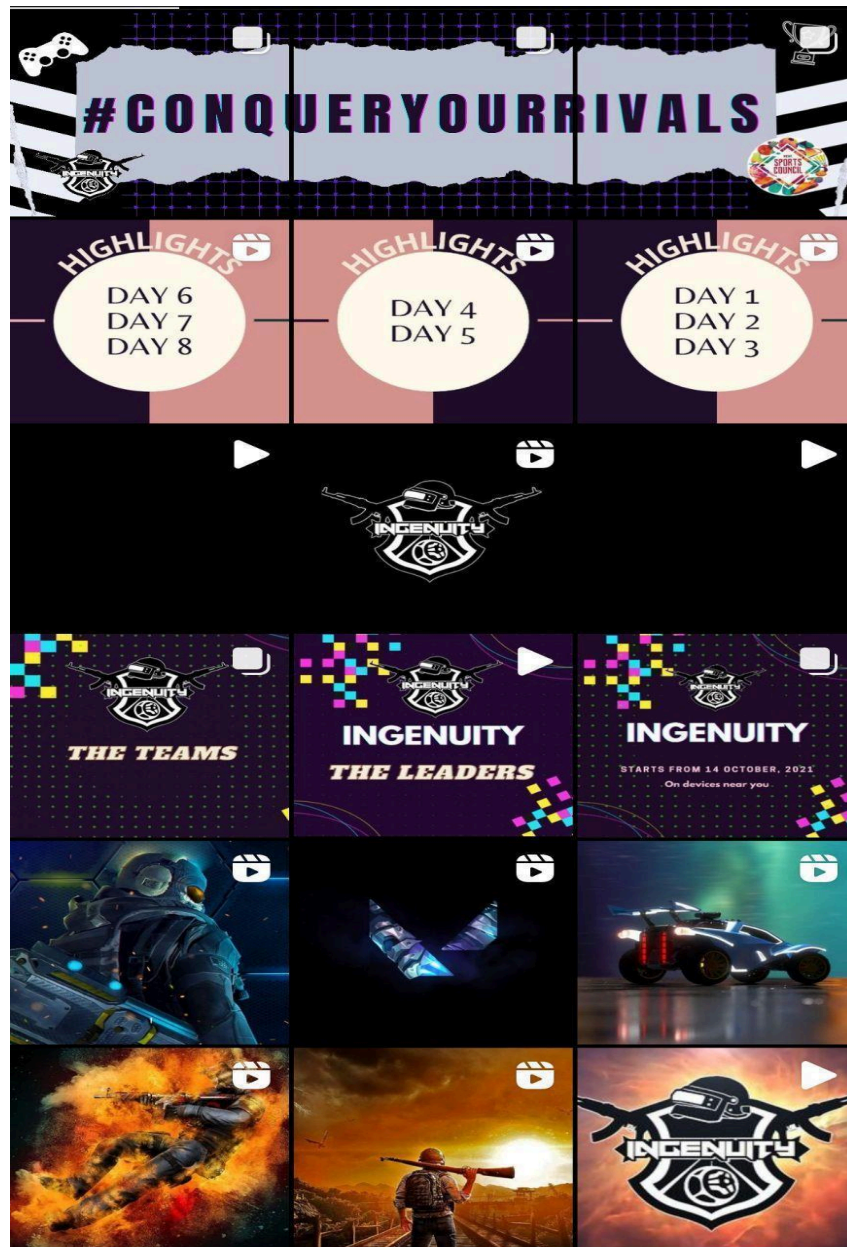 #CONQUERYOURRIVALS
INGENUITY
SPORTS
COUNCIL
HIGHLIGHTS
DAY 6
DAY 7
DAY 8
HIGHLIGHTS
DAY 4
DAY 5
HIGHLIGHTS
DAY 1
DAY 2
DAY 3
INGENUITY
INGENUITY
THE TEAMS
INGENUITY
INGENUITY
THE LEADERS
INGENUITY
INGENUITY
STARTS FROM 14 OCTOBER, 2021
On devices near you
INGENUITY